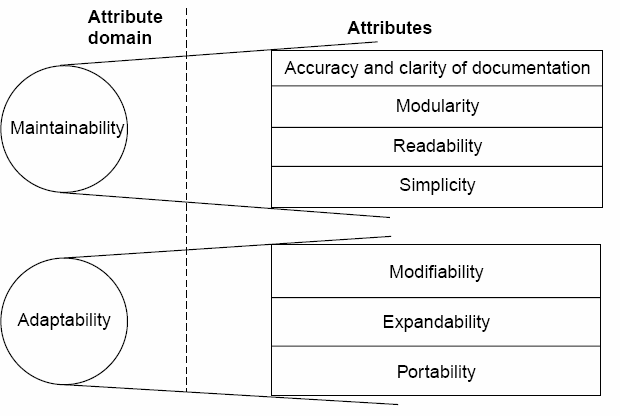 Attribute
domain
Attributes
Maintainability
Accuracy and clarity of documentation
Modularity
Readability
Simplicity
Adaptability
Modifiability
Expandability
Portability